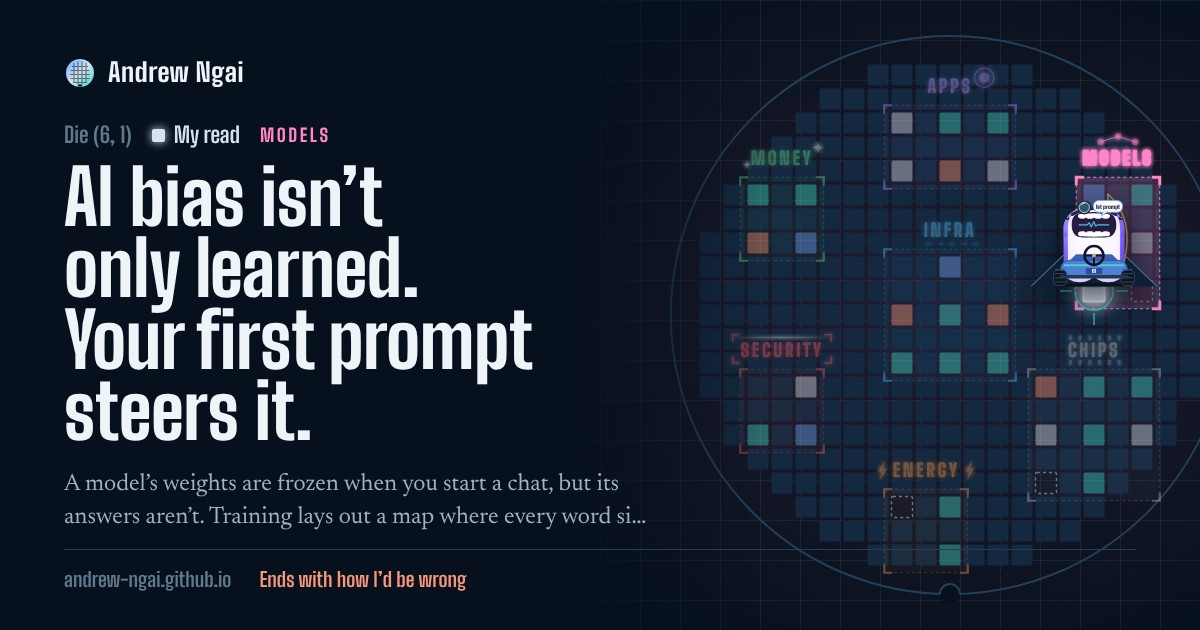 Andrew Ngai
Die (6, 1) My read MODELS
AI bias isn’t
only learned.
Your first prompt
steers it.
A model’s weights are frozen when you start a chat, but its
answers aren’t. Training lays out a map where every word si…
andrew-ngai.github.io Ends with how I’d be wrong
APPS
MONEY
MODELS
1st prompt
INFRA
SECURITY
CHIPS
ENERGY